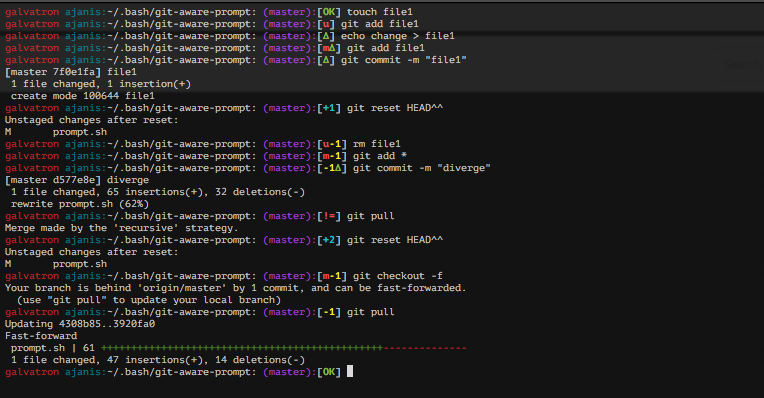 galvatron ajanis:~/.bash/git-aware-prompt: (master):[OK] touch file1
galvatron ajanis:~/.bash/git-aware-prompt: (master):[u] git add file1
galvatron ajanis:~/.bash/git-aware-prompt: (master):[Δ] echo change > file1
galvatron ajanis:~/.bash/git-aware-prompt: (master):[mΔ] git add file1
galvatron ajanis:~/.bash/git-aware-prompt: (master):[Δ] git commit -m "file1"
[master 7f0e1fa] file1
 1 file changed, 1 insertion(+)
 create mode 100644 file1
galvatron ajanis:~/.bash/git-aware-prompt: (master):[+1] git reset HEAD^^
Unstaged changes after reset:
M       prompt.sh
galvatron ajanis:~/.bash/git-aware-prompt: (master):[u-1] rm file1
galvatron ajanis:~/.bash/git-aware-prompt: (master):[m-1] git add *
galvatron ajanis:~/.bash/git-aware-prompt: (master):[-1Δ] git commit -m "diverge"
[master d577e8e] diverge
 1 file changed, 65 insertions(+), 32 deletions(-)
 rewrite prompt.sh (62%)
galvatron ajanis:~/.bash/git-aware-prompt: (master):[!=] git pull
Merge made by the 'recursive' strategy.
galvatron ajanis:~/.bash/git-aware-prompt: (master):[+2] git reset HEAD^^
Unstaged changes after reset:
M       prompt.sh
galvatron ajanis:~/.bash/git-aware-prompt: (master):[m-1] git checkout -f
Your branch is behind 'origin/master' by 1 commit, and can be fast-forwarded.
  (use "git pull" to update your local branch)
galvatron ajanis:~/.bash/git-aware-prompt: (master):[-1] git pull
Updating 4308b85..3920fa0
Fast-forward
 prompt.sh | 61 +++++++++++++++++++++++++++++++++++++++++++++++--------------
 1 file changed, 47 insertions(+), 14 deletions(-)
galvatron ajanis:~/.bash/git-aware-prompt: (master):[OK]